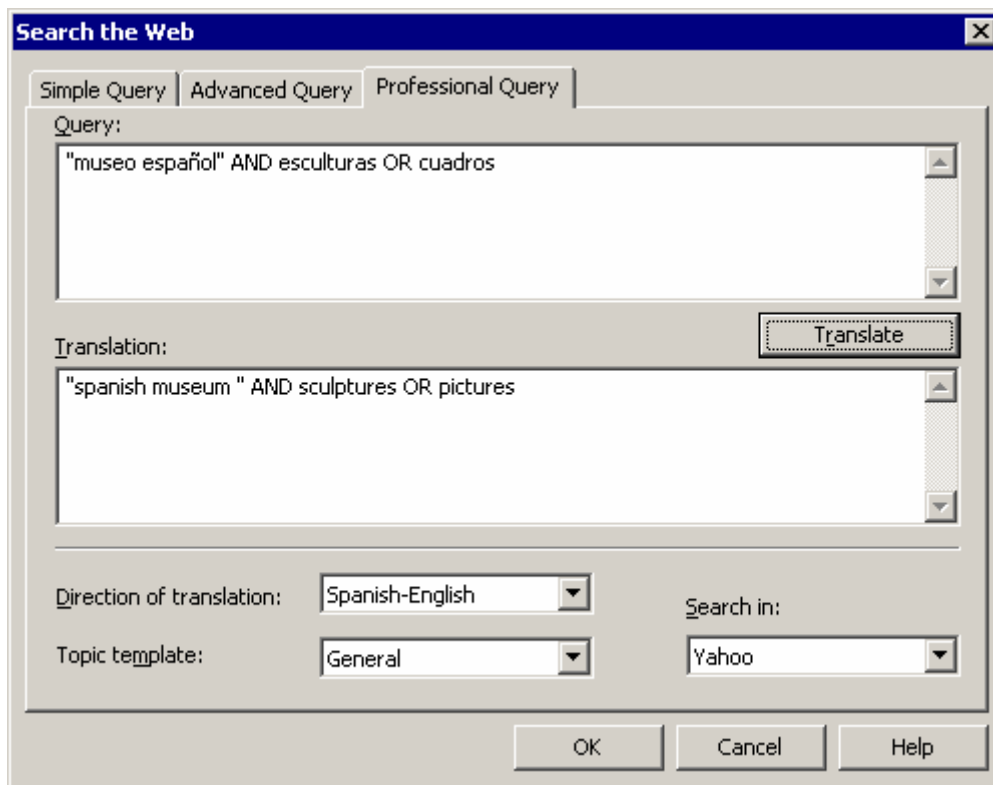 Search the Web
Simple Query Advanced Query Professional Query
Query:
"museo español" AND esculturas OR cuadros
Translate
Translation:
"spanish museum " AND sculptures OR pictures
Direction of translation: Spanish-English
Search in:
Topic template: General Yahoo
OK Cancel Help